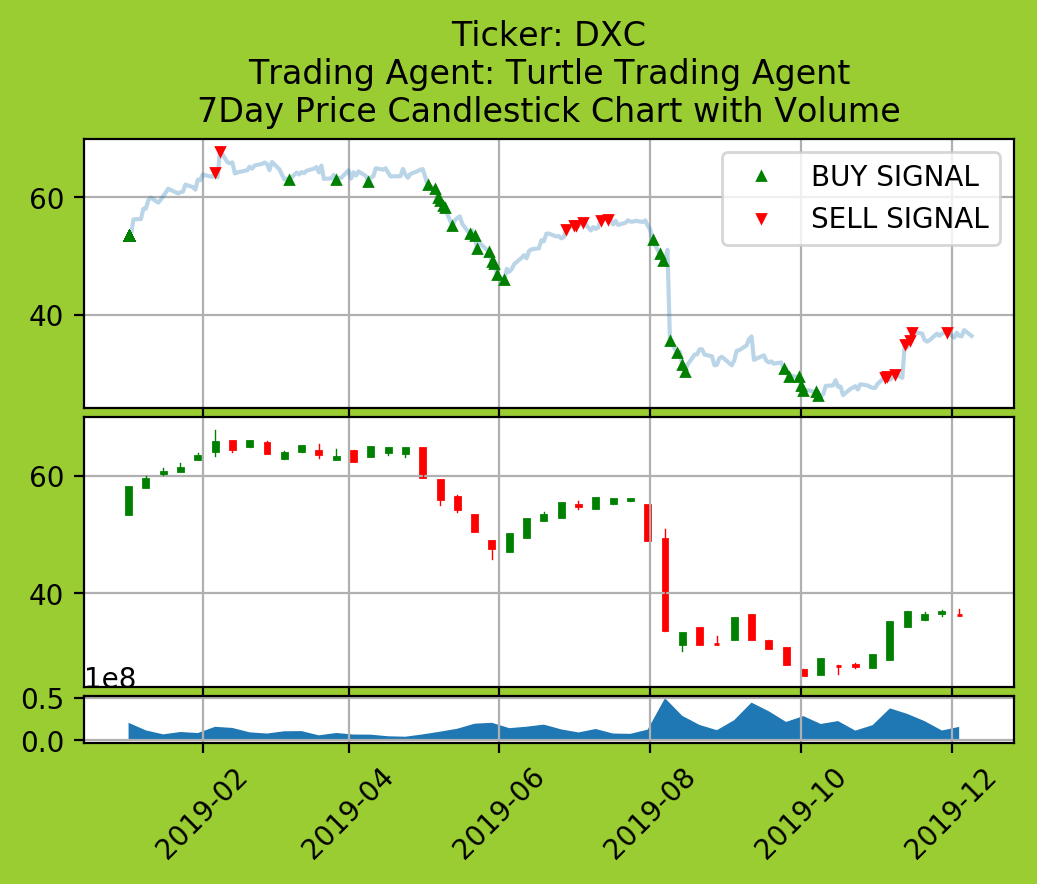 Ticker: DXC
Trading Agent: Turtle Trading Agent
7Day Price Candlestick Chart with Volume
BUY SIGNAL
SELL SIGNAL
60
40
60
40
1e8
0.5
0.0
2019-02
2019-04
2019-06
2019-08
2019-10
2019-12